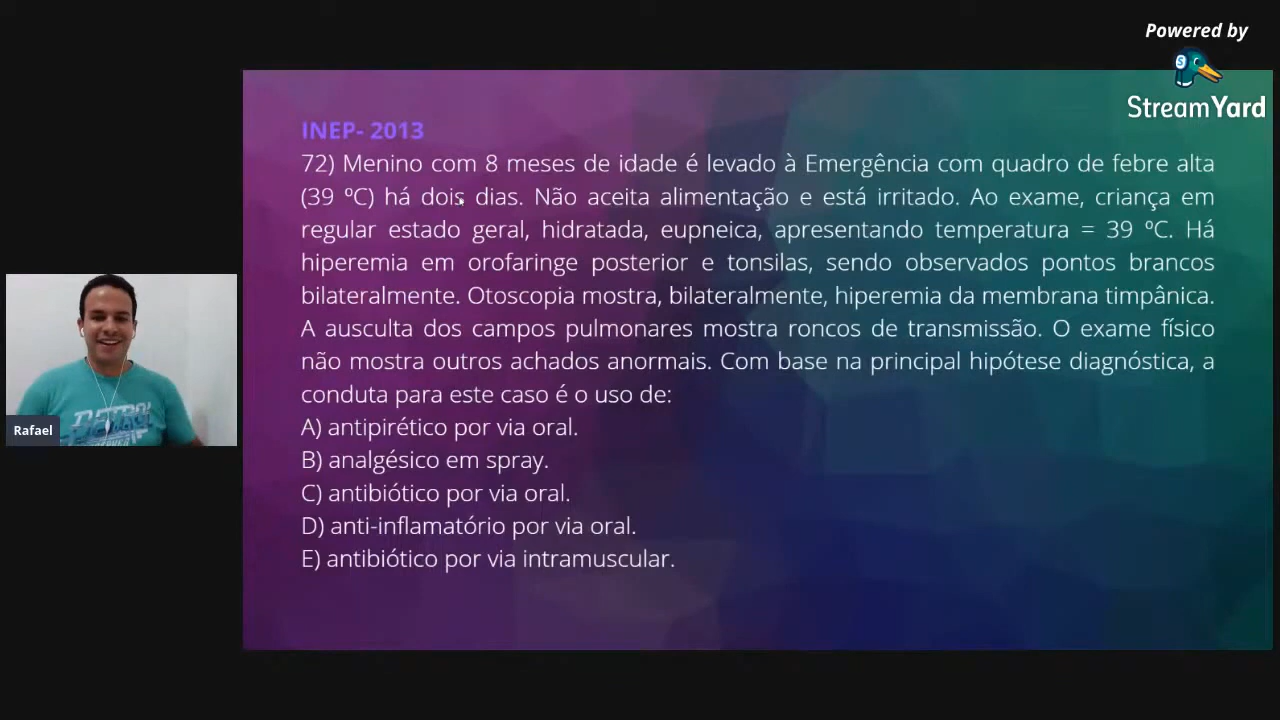 Powered by
StreamYard
INEP- 2013
72) Menino com 8 meses de idade é levado à Emergência com quadro de febre alta
(39 ºC) há dois dias. Não aceita alimentação e está irritado. Ao exame, criança em
regular estado geral, hidratada, eupneica, apresentando temperatura = 39 ºC. Há
hiperemia em orofaringe posterior e tonsilas, sendo observados pontos brancos
bilateralmente. Otoscopia mostra, bilateralmente, hiperemia da membrana timpânica.
A ausculta dos campos pulmonares mostra roncos de transmissão. O exame físico
não mostra outros achados anormais. Com base na principal hipótese diagnóstica, a
conduta para este caso é o uso de:
A) antipirético por via oral.
B) analgésico em spray.
C) antibiótico por via oral.
D) anti-inflamatório por via oral.
E) antibiótico por via intramuscular.
Rafael